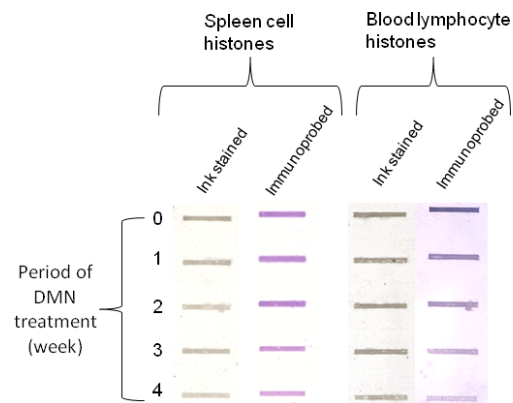 Spleen cell
histones
Blood lymphocyte
histones
Ink stained
Immunoprobed
Ink stained
Immunoprobed
Period of
DMN
treatment
(week)
0
1
2
3
4